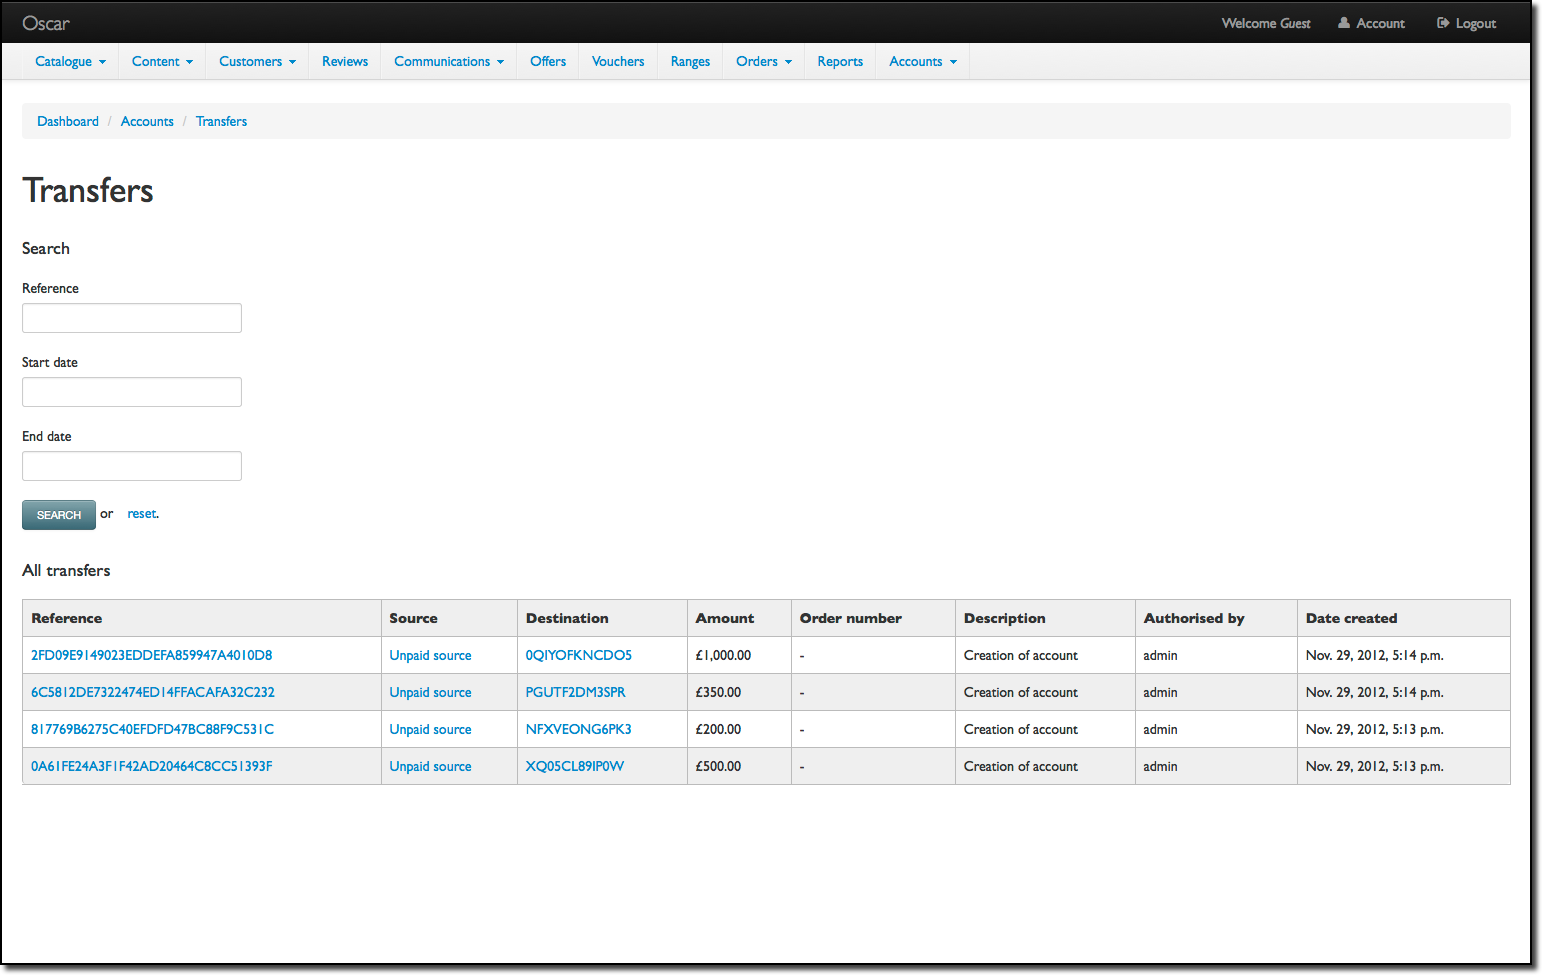 Oscar Welcome Guest Account Logout
Catalogue Content Customers Reviews Communications Offers Vouchers Ranges Orders Reports Accounts
Dashboard / Accounts / Transfers
Transfers
Search
Reference
Start date
End date
SEARCH or reset.
All transfers
Reference Source Destination Amount Order number Description Authorised by Date created
2FD09E9149023EDDEFA859947A4010D8 Unpaid source 0QIYOFKNCDO5 £1,000.00 - Creation of account admin Nov. 29, 2012, 5:14 p.m.
6C5812DE7322474ED14FFACAFA32C232 Unpaid source PGUTF2DM3SPR £350.00 - Creation of account admin Nov. 29, 2012, 5:14 p.m.
817769B6275C40EFDFD47BC88F9C531C Unpaid source NFXVEONG6PK3 £200.00 - Creation of account admin Nov. 29, 2012, 5:13 p.m.
0A61FE24A3F1F42AD20464C8CC51393F Unpaid source XQ05CL89IP0W £500.00 - Creation of account admin Nov. 29, 2012, 5:13 p.m.